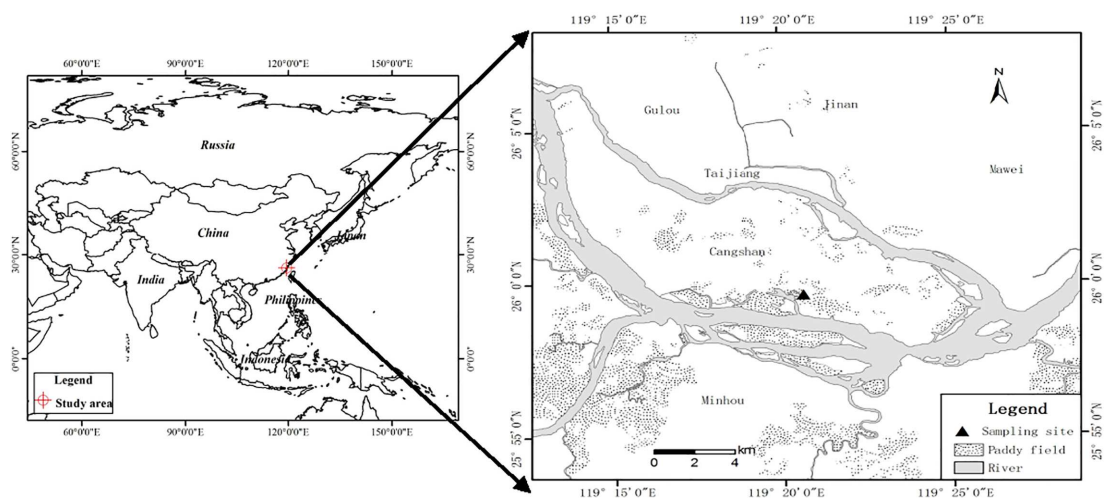 60°0'0"E 90°0'0"E 120°0'0"E 150°0'0"E
60°0'0"N
60°0'0"N
Russia
China
Japan
30°0'0"N
30°0'0"N
India
Philippines
Indonesia
0°0'0"
0°0'0"
Legend
Study area
60°0'0"E 90°0'0"E 120°0'0"E 150°0'0"E
119° 15'0"E 119° 20'0"E 119° 25'0"E
N
Gulou
Jinan
26° 5'0"N
26° 5'0"N
Taijiang
Mawei
Cangshan
26° 0'0"N
26° 0'0"N
Minhou
0 2 4 km
25° 55'0"N
25° 55'0"N
Legend
Sampling site
Paddy field
River
119° 15'0"E 119° 20'0"E 119° 25'0"E